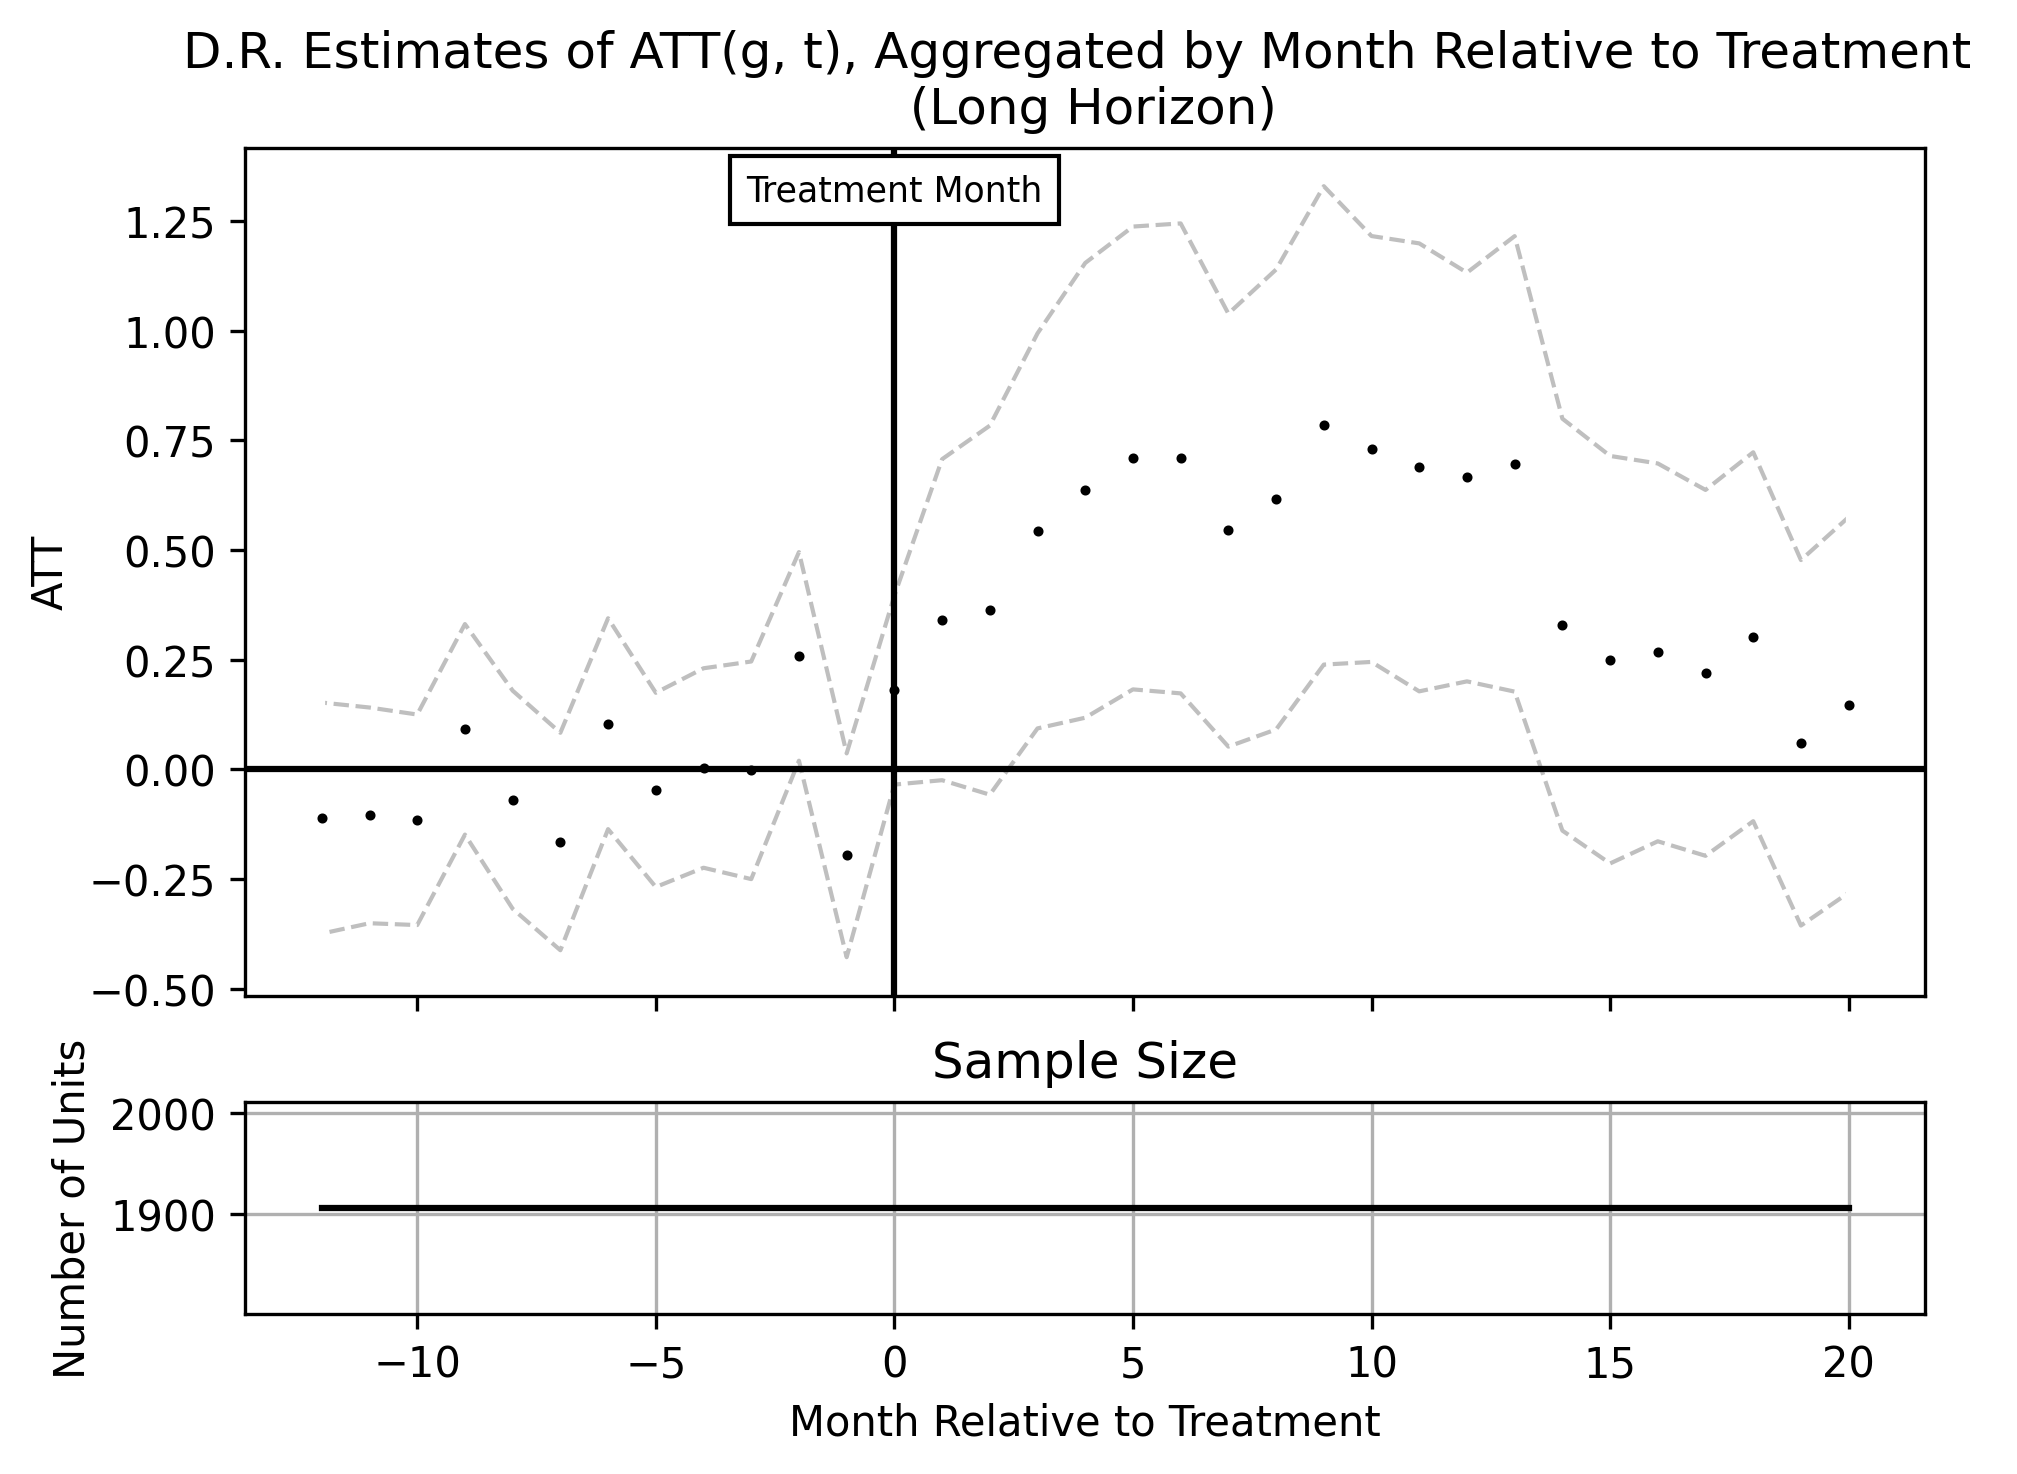 D.R. Estimates of ATT(g, t), Aggregated by Month Relative to Treatment
(Long Horizon)
Treatment Month
ATT
1.25
1.00
0.75
0.50
0.25
0.00
−0.25
−0.50
Sample Size
Number of Units
2000
1900
−10 −5 0 5 10 15 20
Month Relative to Treatment